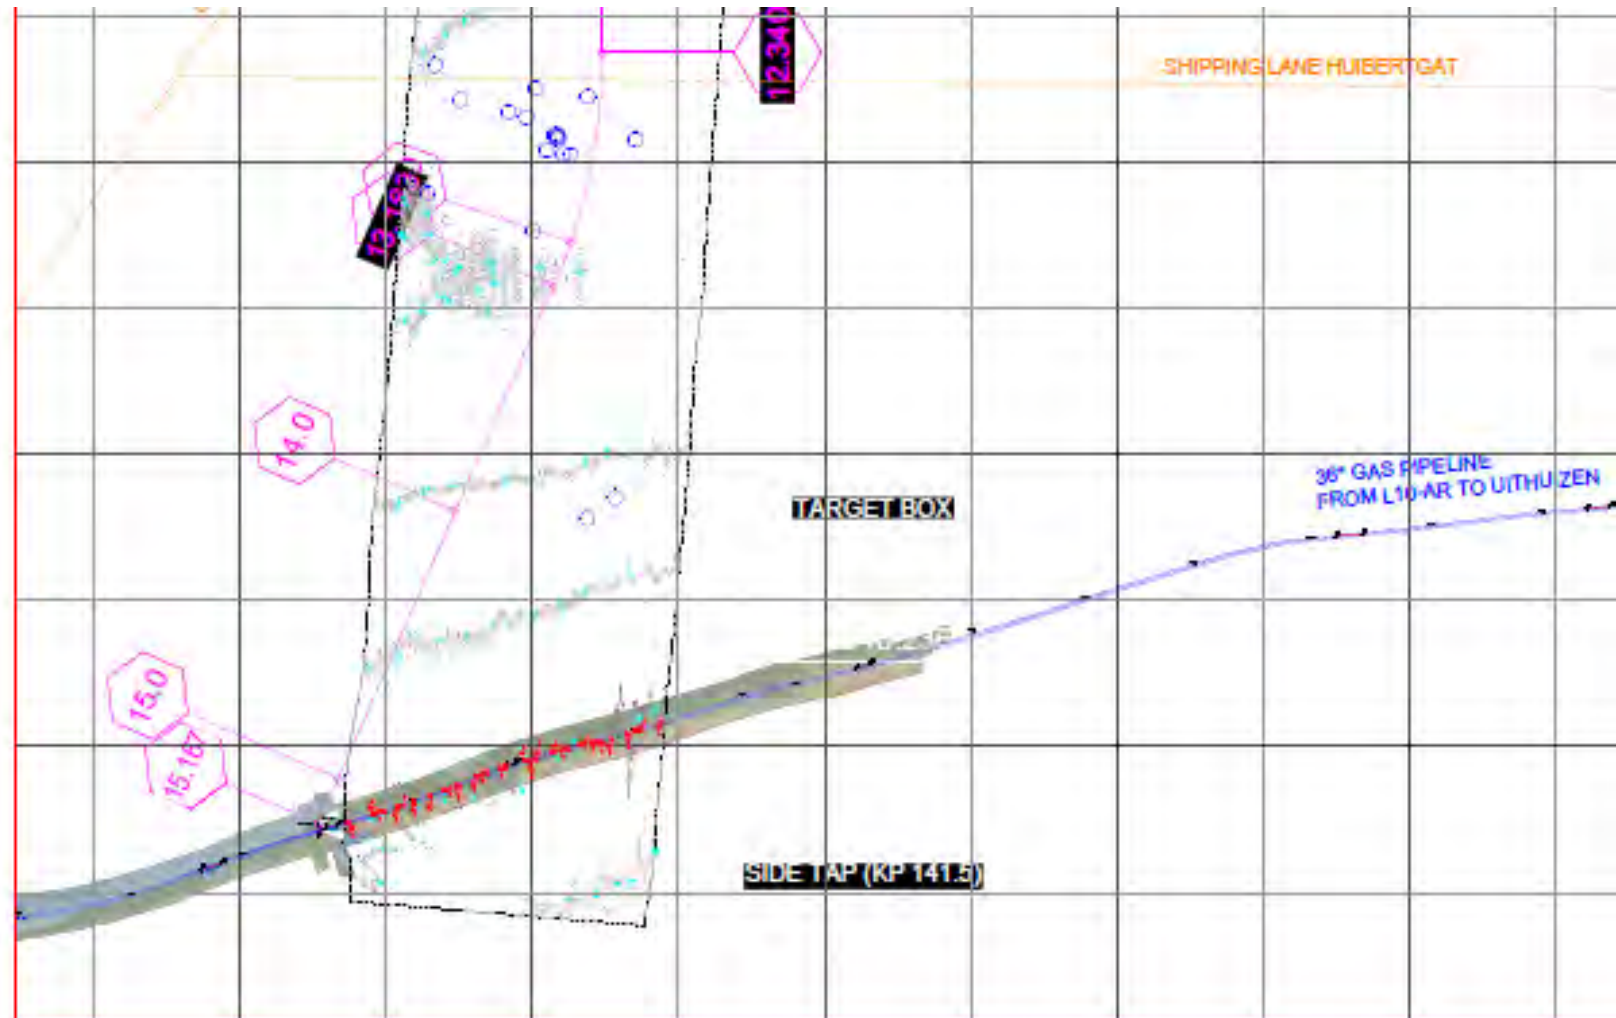 12.340
SHIPPING LANE HUIBERTGAT
14.0
36" GAS PIPELINE
FROM L10-AR TO UITHUIZEN
TARGET BOX
15.0
15.167
SIDE TAP (KP 141.5)